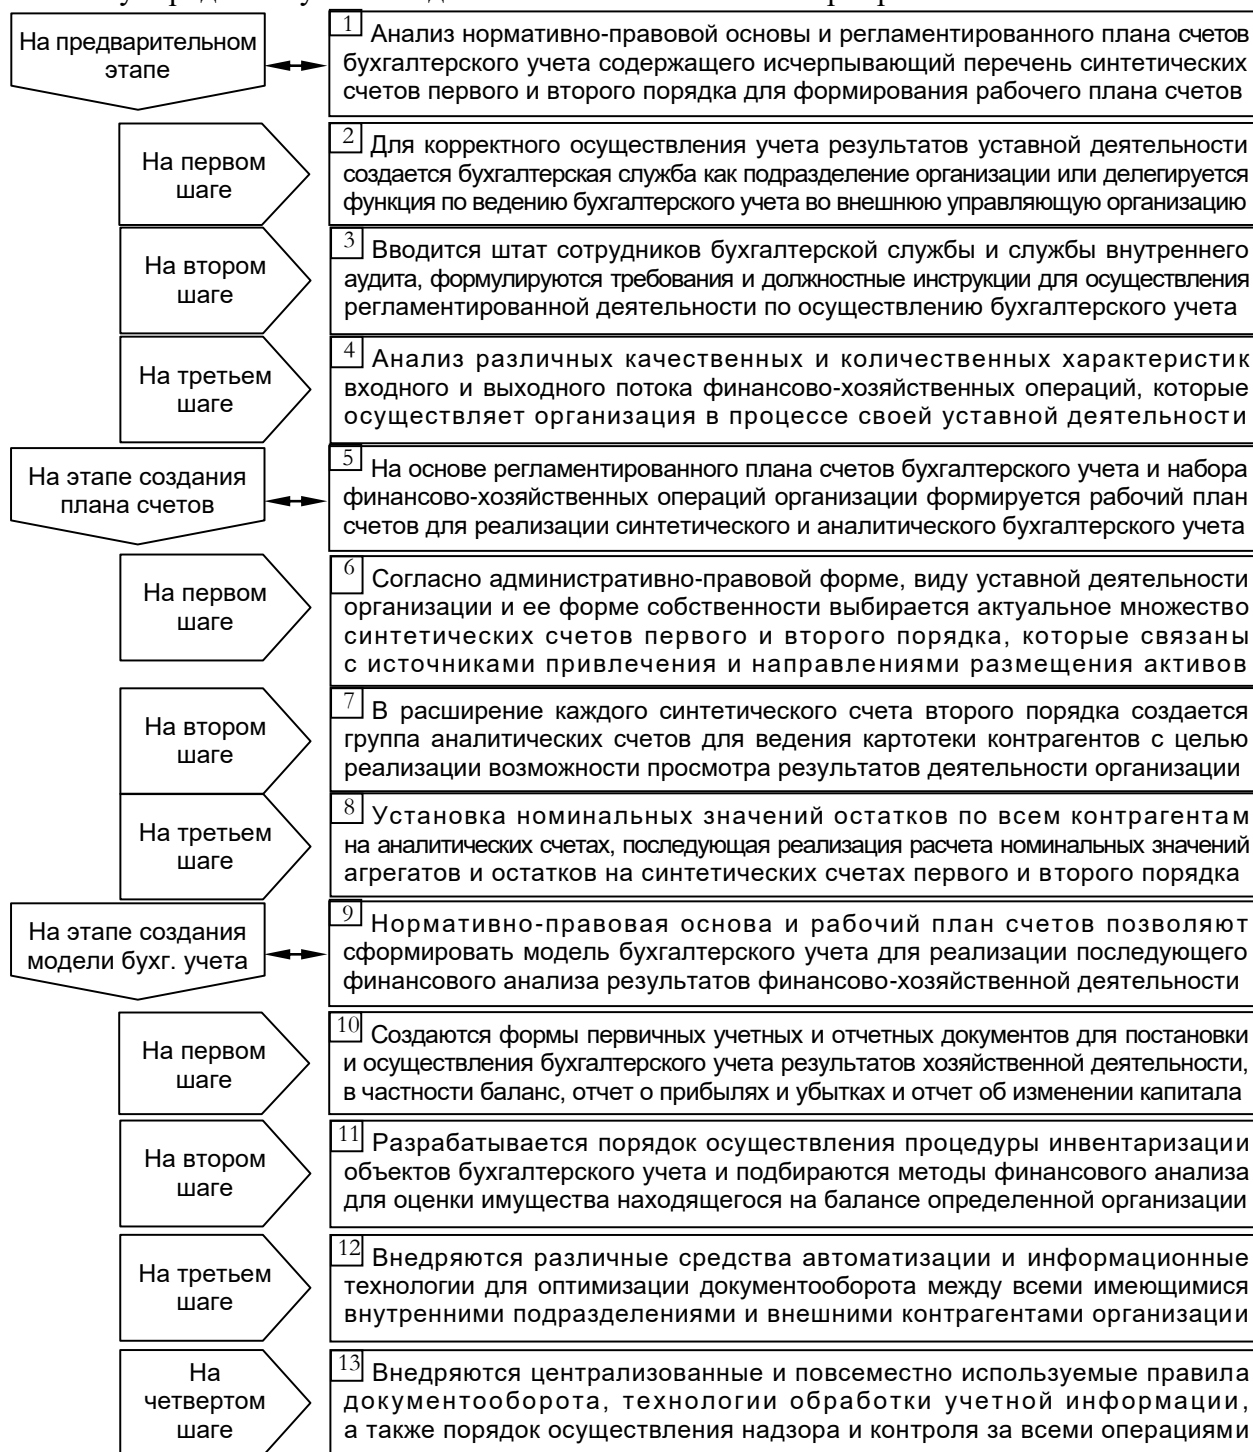 На предварительном
этапе
1 Анализ нормативно-правовой основы и регламентированного плана счетов
бухгалтерского учета содержащего исчерпывающий перечень синтетических
счетов первого и второго порядка для формирования рабочего плана счетов
На первом
шаге
2 Для корректного осуществления учета результатов уставной деятельности
создается бухгалтерская служба как подразделение организации или делегируется
функция по ведению бухгалтерского учета во внешнюю управляющую организацию
На втором
шаге
3 Вводится штат сотрудников бухгалтерской службы и службы внутреннего
аудита, формулируются требования и должностные инструкции для осуществления
регламентированной деятельности по осуществлению бухгалтерского учета
На третьем
шаге
4 Анализ различных качественных и количественных характеристик
входного и выходного потока финансово-хозяйственных операций, которые
осуществляет организация в процессе своей уставной деятельности
На этапе создания
плана счетов
5 На основе регламентированного плана счетов бухгалтерского учета и набора
финансово-хозяйственных операций организации формируется рабочий план
счетов для реализации синтетического и аналитического бухгалтерского учета
На первом
шаге
6 Согласно административно-правовой форме, виду уставной деятельности
организации и ее форме собственности выбирается актуальное множество
синтетических счетов первого и второго порядка, которые связаны
с источниками привлечения и направлениями размещения активов
На втором
шаге
7 В расширение каждого синтетического счета второго порядка создается
группа аналитических счетов для ведения картотеки контрагентов с целью
реализации возможности просмотра результатов деятельности организации
На третьем
шаге
8 Установка номинальных значений остатков по всем контрагентам
на аналитических счетах, последующая реализация расчета номинальных значений
агрегатов и остатков на синтетических счетах первого и второго порядка
На этапе создания
модели бухг. учета
9 Нормативно-правовая основа и рабочий план счетов позволяют
сформировать модель бухгалтерского учета для реализации последующего
финансового анализа результатов финансово-хозяйственной деятельности
На первом
шаге
10 Создаются формы первичных учетных и отчетных документов для постановки
и осуществления бухгалтерского учета результатов хозяйственной деятельности,
в частности баланс, отчет о прибылях и убытках и отчет об изменении капитала
На втором
шаге
11 Разрабатывается порядок осуществления процедуры инвентаризации
объектов бухгалтерского учета и подбираются методы финансового анализа
для оценки имущества находящегося на балансе определенной организации
На третьем
шаге
12 Внедряются различные средства автоматизации и информационные
технологии для оптимизации документооборота между всеми имеющимися
внутренними подразделениями и внешними контрагентами организации
На
четвертом
шаге
13 Внедряются централизованные и повсеместно используемые правила
документооборота, технологии обработки учетной информации,
а также порядок осуществления надзора и контроля за всеми операциями